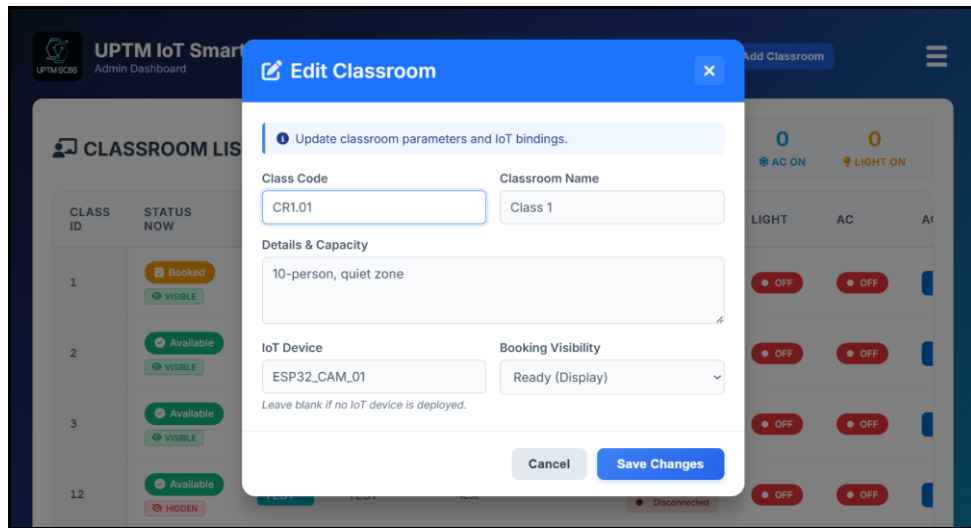 UPTM IoT Smart
Admin Dashboard
UPTM SCBS
Add Classroom
Edit Classroom
Update classroom parameters and IoT bindings.
CLASSROOM LIS
0
AC ON
0
LIGHT ON
Class Code
Classroom Name
CR1.01
Class 1
Details & Capacity
10-person, quiet zone
IoT Device
Booking Visibility
ESP32_CAM_01
Ready (Display)
Leave blank if no IoT device is deployed.
Cancel
Save Changes
CLASS ID
STATUS NOW
LIGHT
AC
1
Booked
VISIBLE
OFF
OFF
2
Available
VISIBLE
OFF
OFF
3
Available
VISIBLE
OFF
OFF
12
Available
HIDDEN
Disconnected
OFF
OFF